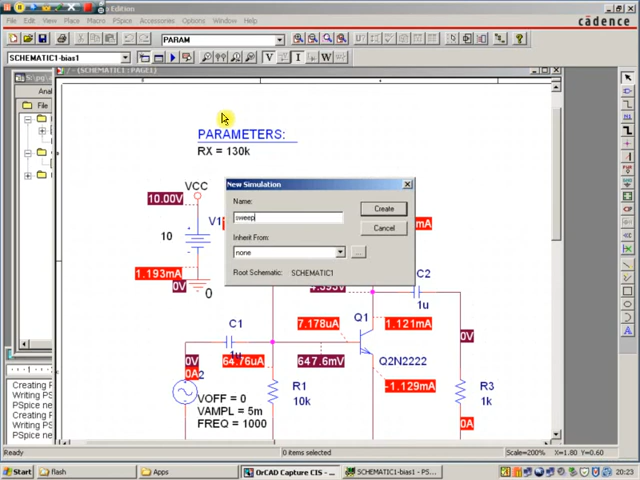 Edition
File Edit View Place Macro PSpice Accessories Options Window Help
cādence
PARAM
SCHEMATIC1-bias1
V I W
/ - (SCHEMATIC1 : PAGE1)
Anal
File
PARAMETERS:
RX = 130k
New Simulation
Name:
sweep
Create
Cancel
Inherit From:
none
...
Root Schematic: SCHEMATIC1
VCC
10.00V
V1
10
1.193mA
0V
0
C2
1u
Q1
7.178uA
1.121mA
C1
1u
0V
0V
64.76uA
647.6mV
Q2N2222
0A
-1.129mA
R1
10k
R3
1k
VOFF = 0
VAMPL = 5m
FREQ = 1000
0A
Creating P
Writing PS
PSpice ne
Creating P
Writing PS
Writing PS
Ready
0 items selected
Scale=200% X=1.80 Y=0.60
Start
flash
Apps
OrCAD Capture CIS - ...
SCHEMATIC1-bias1 - PS...
20:23